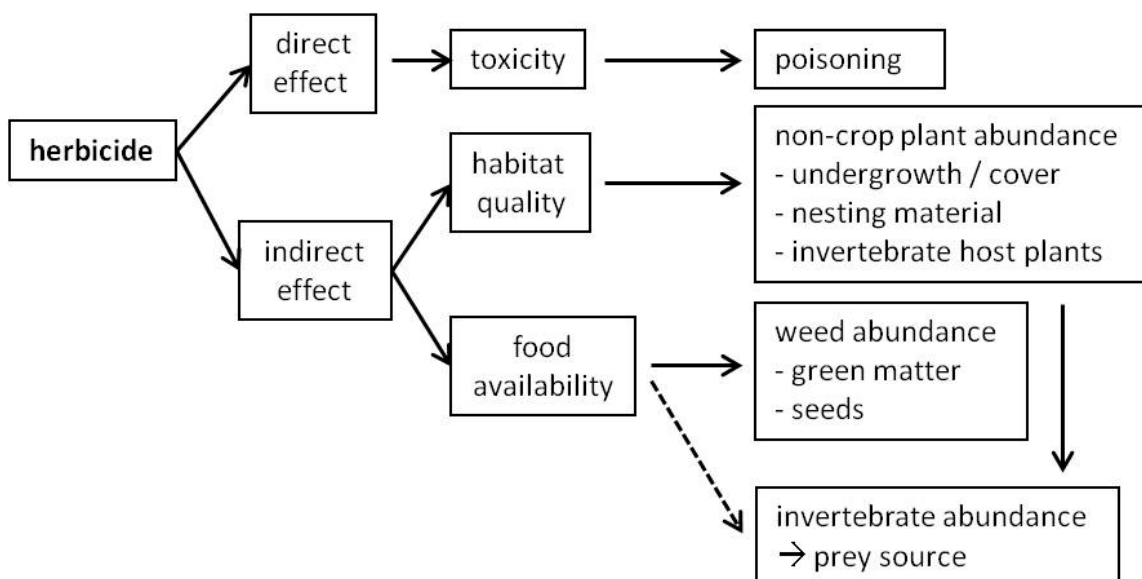 herbicide
direct
effect
toxicity
poisoning
indirect
effect
habitat
quality
non-crop plant abundance
- undergrowth / cover
- nesting material
- invertebrate host plants
food
availability
weed abundance
- green matter
- seeds
invertebrate abundance
→ prey source